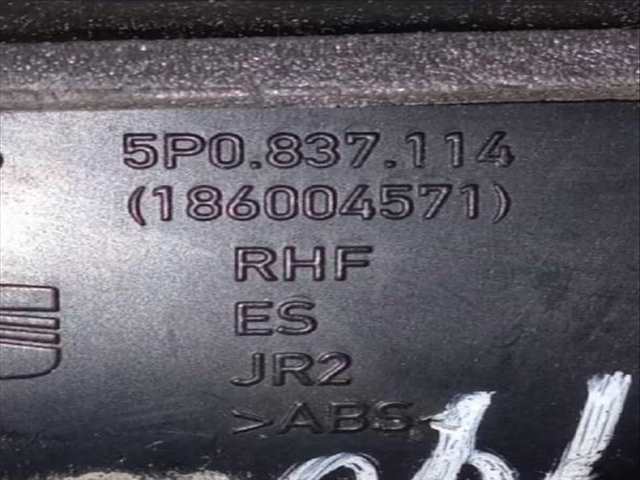 5P0.837.114
(186004571)
RHF
ES
JR2
>ABS<